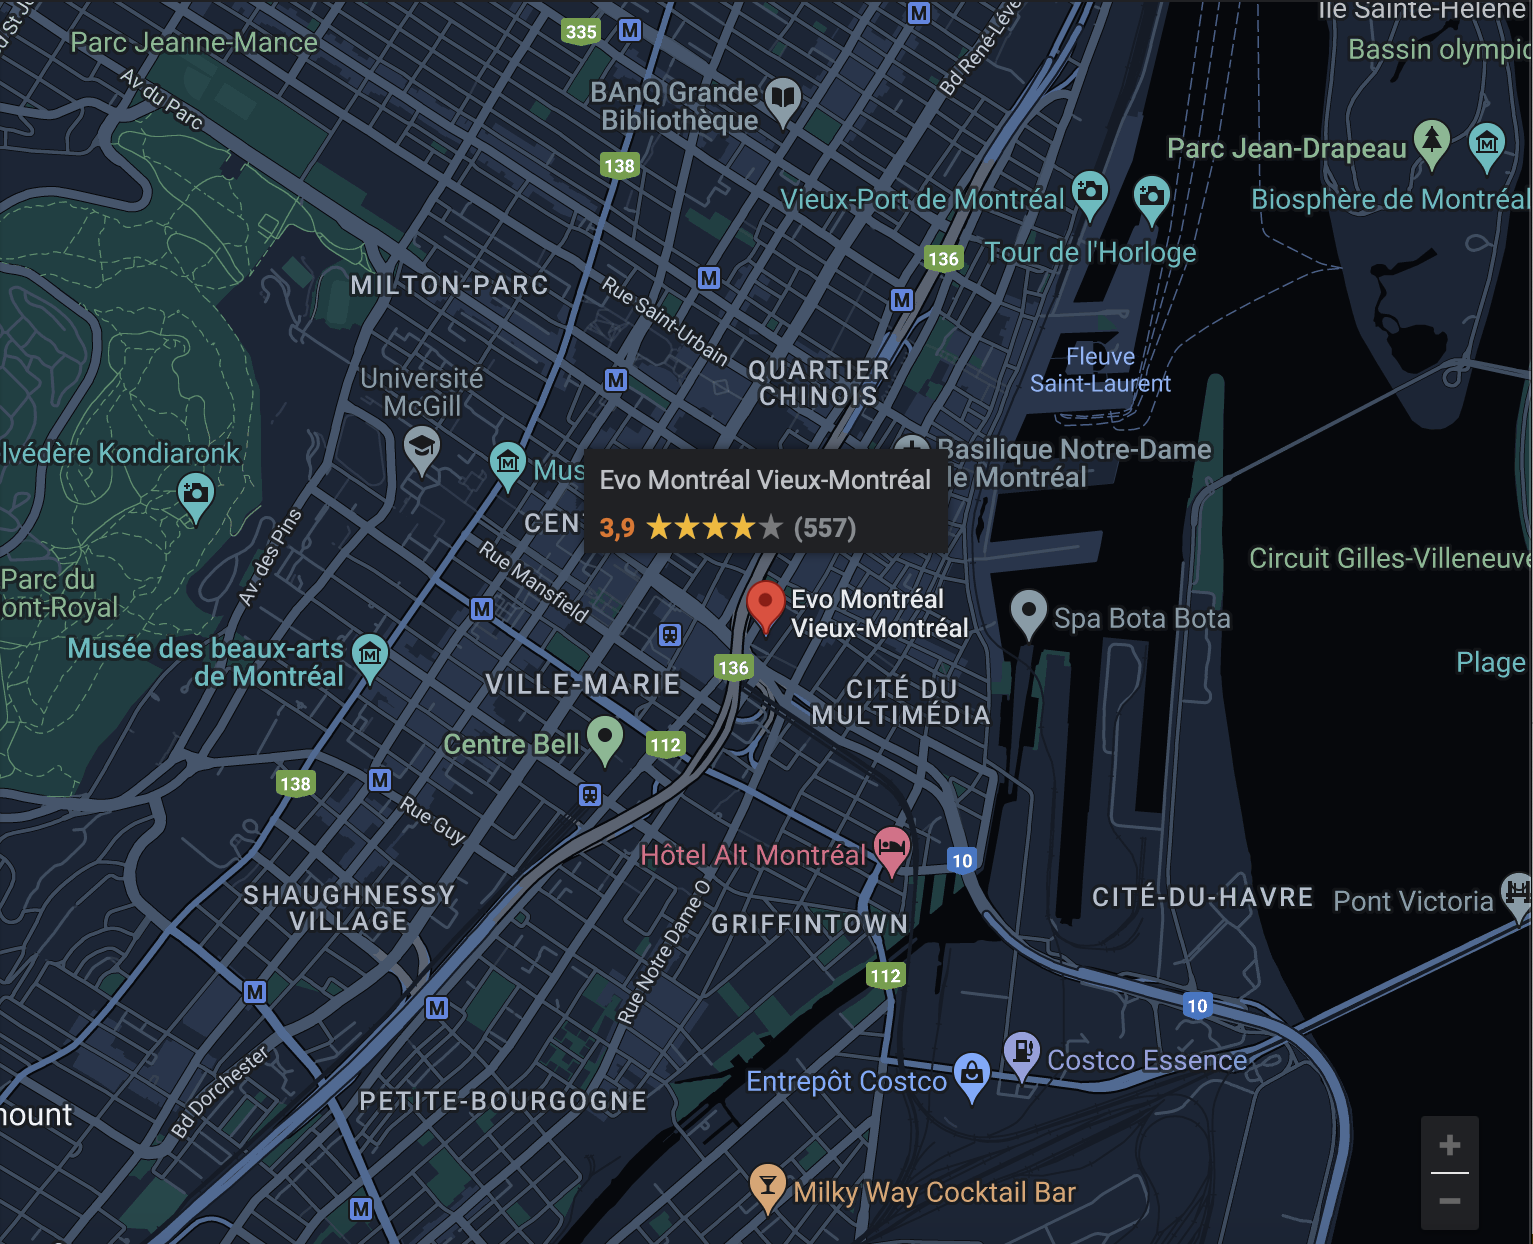 Île Sainte-Hélène
Parc Jeanne-Mance
335
M
M
Bassin olympic
Av du Parc
BAnQ Grande
Bibliothèque
Bd René-Léve
138
Parc Jean-Drapeau
Vieux-Port de Montréal
Biosphère de Montréal
136
Tour de l'Horloge
MILTON-PARC
M
M
Rue Saint-Urbain
Fleuve
Saint-Laurent
QUARTIER
CHINOIS
M
Université
McGill
lvédère Kondiaronk
Mus
Basilique Notre-Dame
de Montréal
Evo Montréal Vieux-Montréal
3,9 (557)
CEN
Av. des Pins
Rue Mansfield
Circuit Gilles-Villeneuve
Parc du
ont-Royal
M
Evo Montréal
Vieux-Montréal
Spa Bota Bota
Musée des beaux-arts
de Montréal
136
Plage
VILLE-MARIE
CITÉ DU
MULTIMÉDIA
Centre Bell
112
138
M
Rue Guy
Hôtel Alt Montréal
10
SHAUGHNESSY
VILLAGE
Rue Notre Dame O
GRIFFINTOWN
CITÉ-DU-HAVRE
Pont Victoria
112
M
M
10
Bd Dorchester
Costco Essence
Entrepôt Costco
PETITE-BOURGOGNE
mount
Milky Way Cocktail Bar
M